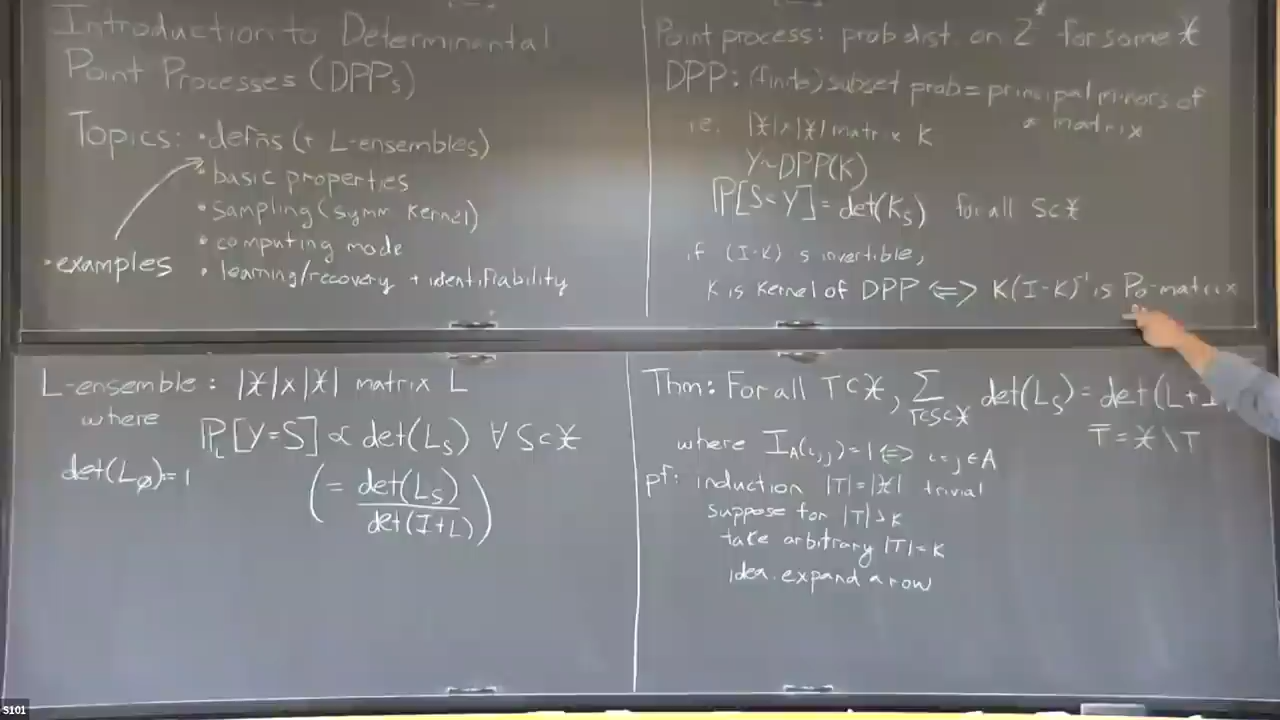 Introduction to Determinantal
Point Processes (DPPs)
Topics: • defns (+ L-ensembles)
• basic properties
• sampling (symm kernel)
• computing mode
• examples
• learning/recovery + identifiability
Point process: prob dist on 2^𝒳 for some 𝒳
DPP: (finite) subset prob = principal minors of
a matrix
i.e. |𝒳|×|𝒳| matrix K
Y~DPP(K)
ℙ[S⊂Y] = det(K_S) for all S⊂𝒳
if (I-K) is invertible,
K is kernel of DPP ⟺ K(I-K)^-1 is P_0-matrix
L-ensemble: |𝒳|×|𝒳| matrix L
where
ℙ_L[Y=S] ∝ det(L_S) ∀ S⊂𝒳
det(L_∅)=1
(= det(L_S) / det(I+L))
Thm: For all T⊂𝒳, Σ_{T⊂S⊂𝒳} det(L_S) = det(L+I
T̄ = 𝒳\T
where I_A(i,j)=1 ⟺ i=j∈A
pf: induction |T|=|𝒳| trivial
suppose for |T|>k
take arbitrary |T|=k
idea: expand a row
S101